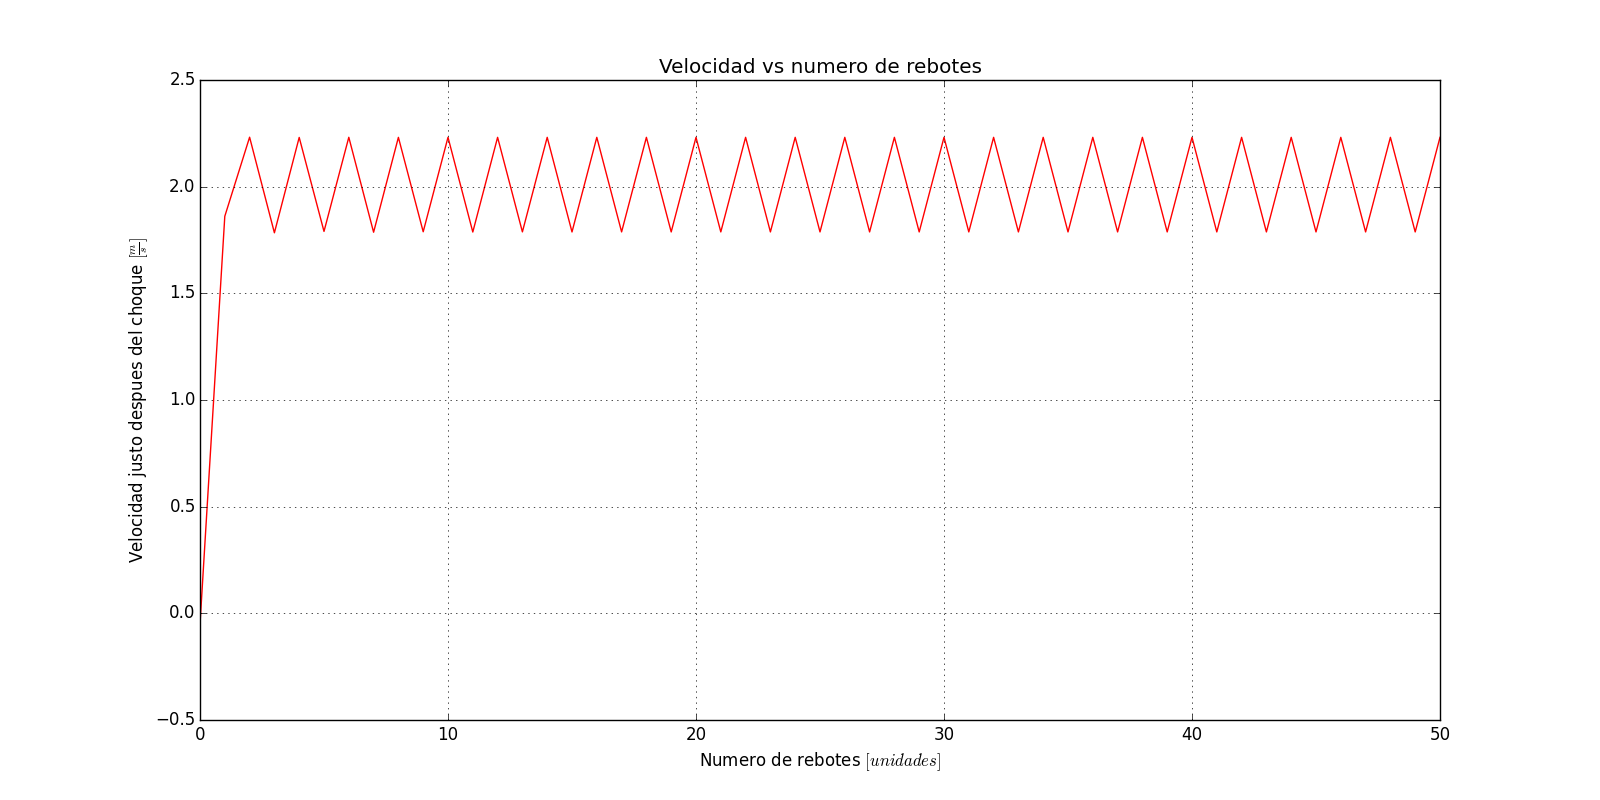 Velocidad vs numero de rebotes
2.5
2.0
1.5
1.0
0.5
0.0
−0.5
Velocidad justo despues del choque [m/s]
0 10 20 30 40 50
Numero de rebotes [unidades]